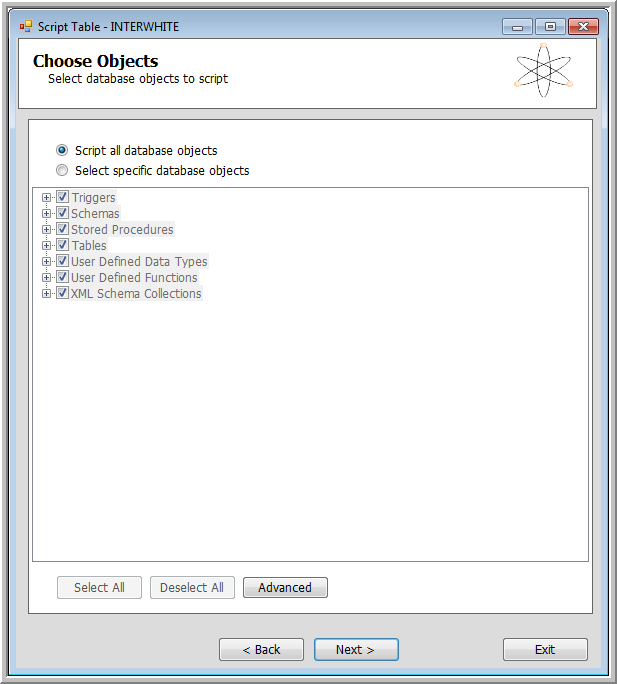 Script Table - INTERWHITE
Choose Objects
Select database objects to script
Script all database objects
Select specific database objects
Triggers
Schemas
Stored Procedures
Tables
User Defined Data Types
User Defined Functions
XML Schema Collections
Select All Deselect All Advanced
< Back Next > Exit